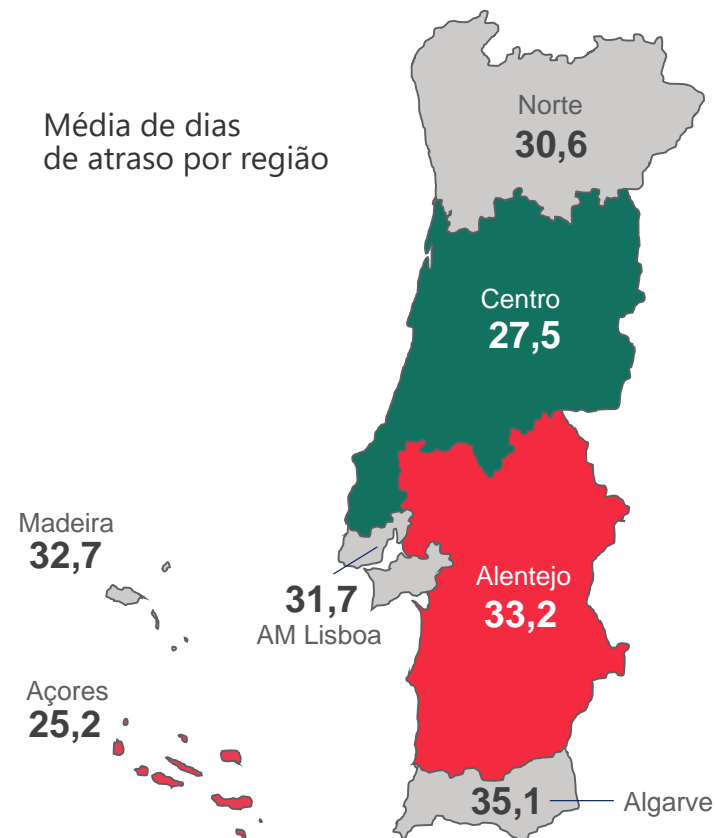 Média de dias
de atraso por região
Norte
30,6
Centro
27,5
Madeira
32,7
31,7
AM Lisboa
Alentejo
33,2
Açores
25,2
35,1
Algarve